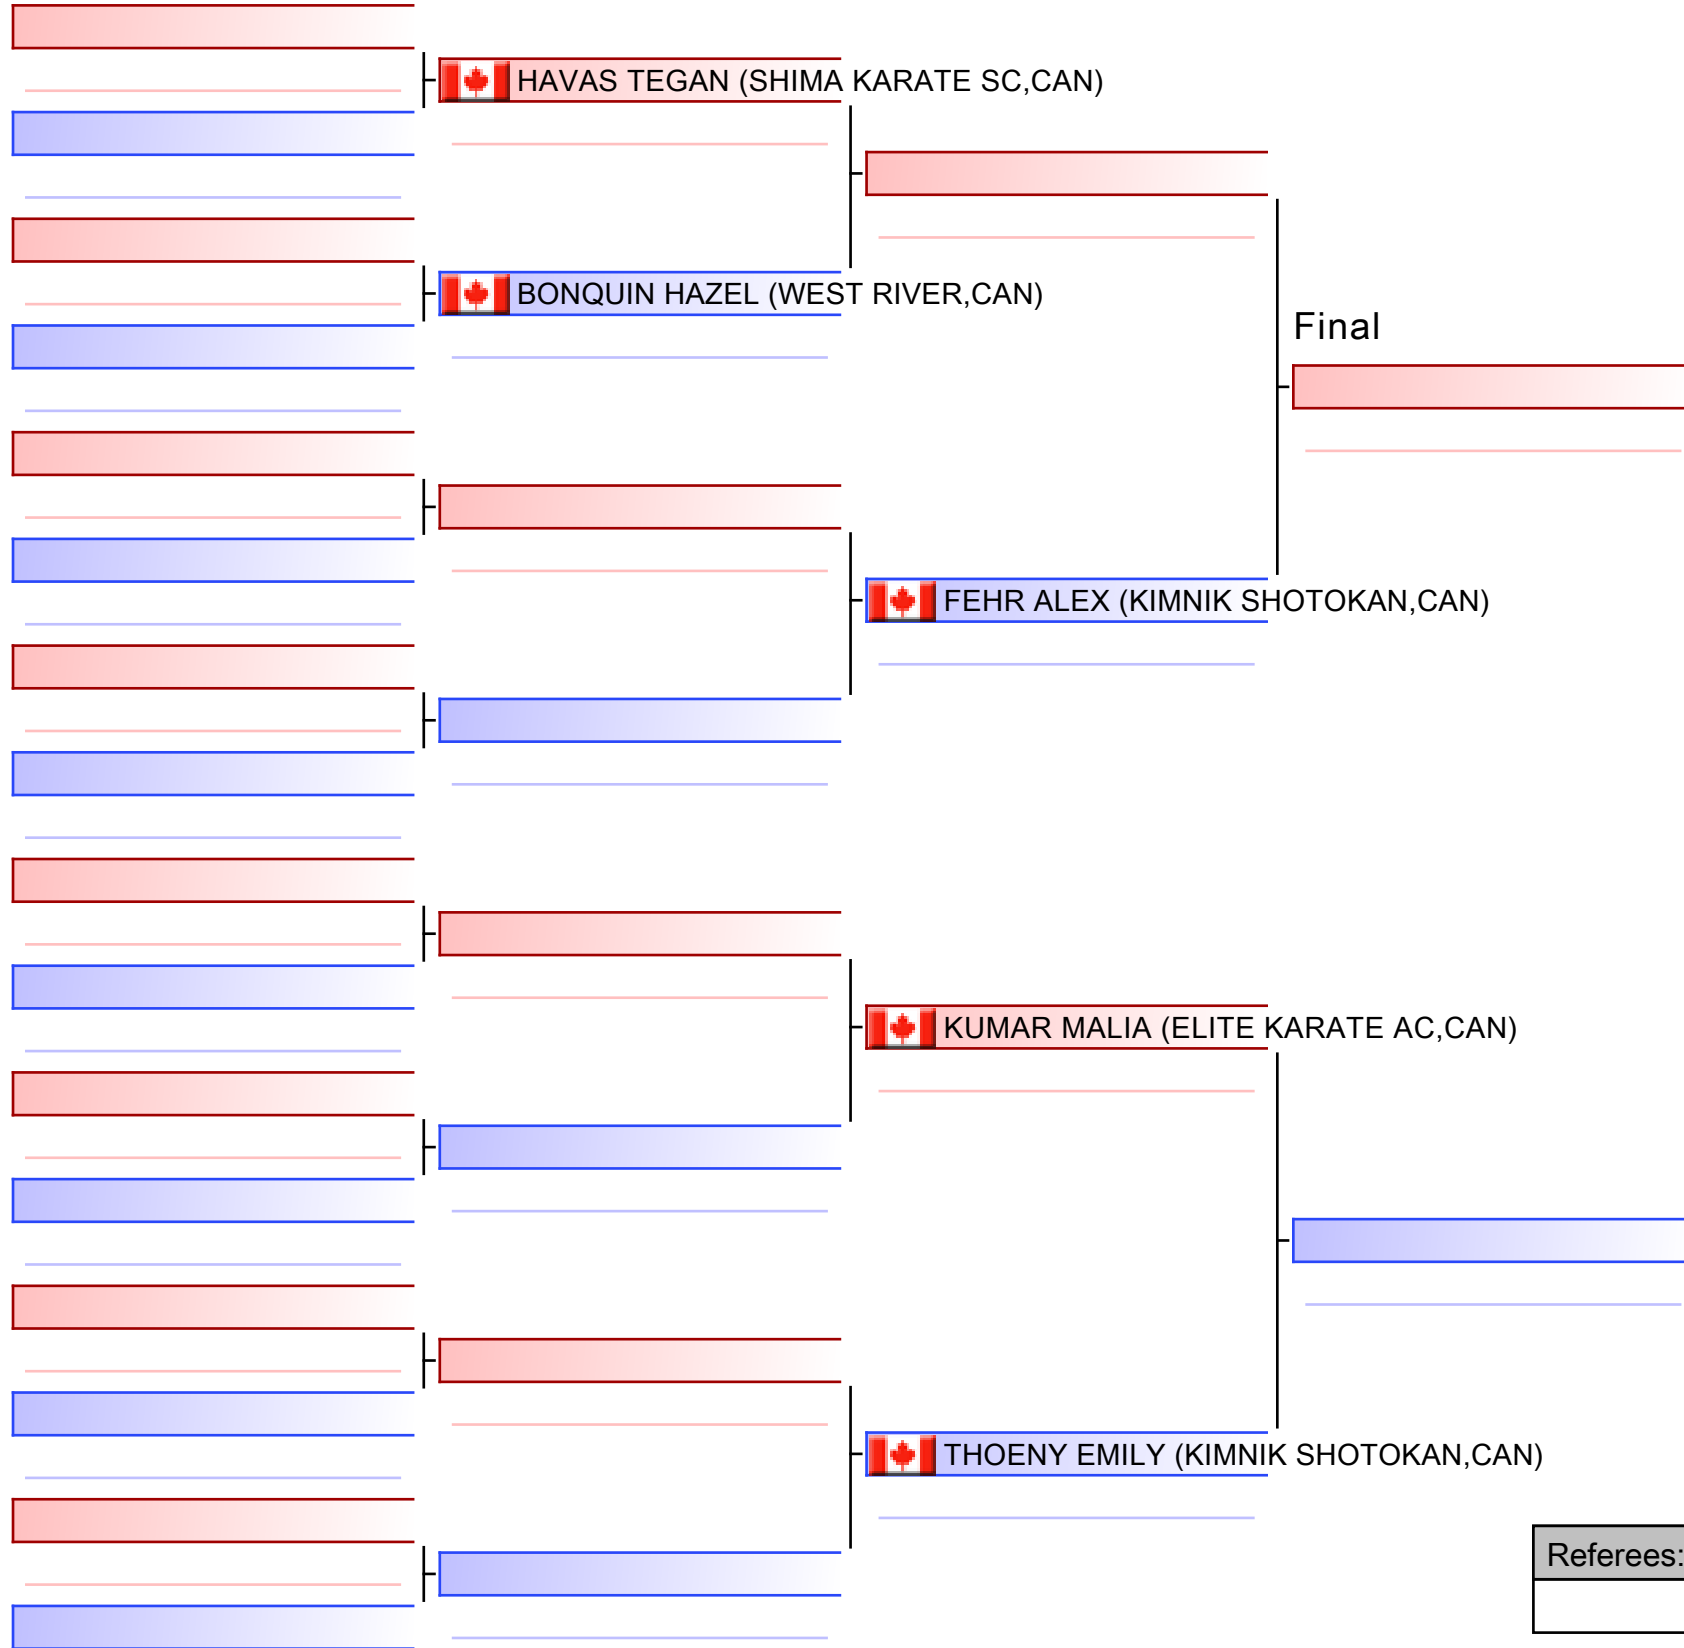 HAVAS TEGAN (SHIMA KARATE SC,CAN)
BONQUIN HAZEL (WEST RIVER,CAN)
Final
FEHR ALEX (KIMNIK SHOTOKAN,CAN)
KUMAR MALIA (ELITE KARATE AC,CAN)
THOENY EMILY (KIMNIK SHOTOKAN,CAN)
Referees: